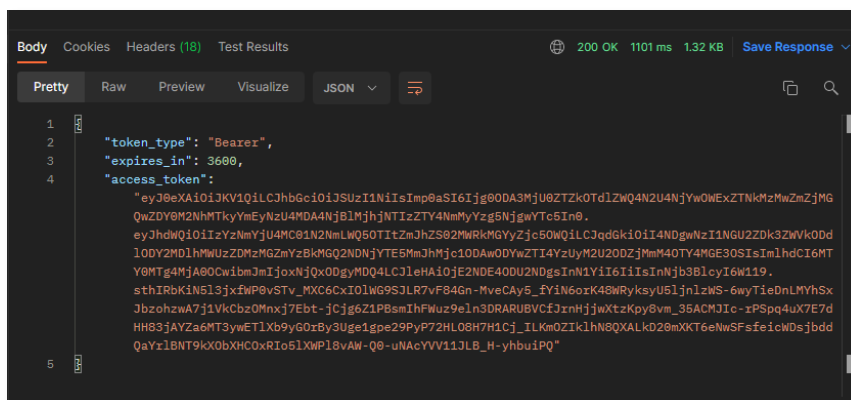 Body Cookies Headers (18) Test Results 200 OK 1101 ms 1.32 KB Save Response
Pretty Raw Preview Visualize JSON
1 {
2 "token_type": "Bearer",
3 "expires_in": 3600,
4 "access_token":
"eyJ0eXAiOiJKV1QiLCJhbGciOiJSUzI1NiIsImp0aSI6Ijg0ODA3MjU0ZTZkOTdlZWQ4N2U4NjYwOWExZTNkMzMwZmZjMG
QwZDY0M2NhMTkyYmEyNzU4MDA4NjBlMjhjNTIzZTY4NmMyYzg5NjgwYTc5In0.
eyJhdWQiOiIzYzNmYjU4MC01N2NmLWQ5OTItZmJhZS02MWRkMGYyZjc5OWQiLCJqdGkiOiI4NDgwNzI1NGU2ZDk3ZWVkODd
lODY2MDlhMWUzZDMzMGZmYzBkMGQ2NDNjYTE5MmJhMjc1ODAwODYwZTI4YzUyM2U2ODZjMmM4OTY4MGE3OSIsImlhdCI6MT
Y0MTg4MjA0OCwibmJmIjoxNjQxODgyMDQ4LCJleHAiOjE2NDE4ODU2NDgsInN1YiI6IiIsInNjb3BlcyI6W119.
sthIRbKiN5l3jxfWP0vSTv_MXC6CxIOlWG9SJLR7vF84Gn-MveCAy5_fYiN6orK48WRyksyU5ljnlzWS-6wyTieDnLMYhSx
JbzohzwA7j1VkCbzOMnxj7Ebt-jCjg6Z1PBsmIhFWuz9eln3DRARUBVCfJrnHjjwXtzKpy8vm_35ACMJIc-rPSpq4uX7E7d
HH83jAYZa6MT3ywETlXb9yGOrBy3Uge1gpe29PyP72HLO8H7H1Cj_ILKmOZIklhN8QXALkD20mXKT6eNwSFsfeicWDsjbdd
QaYrlBNT9kXObXHCOxRIo5lXWPl8vAW-Q0-uNAcYVV11JLB_H-yhbuiPQ"
5 }